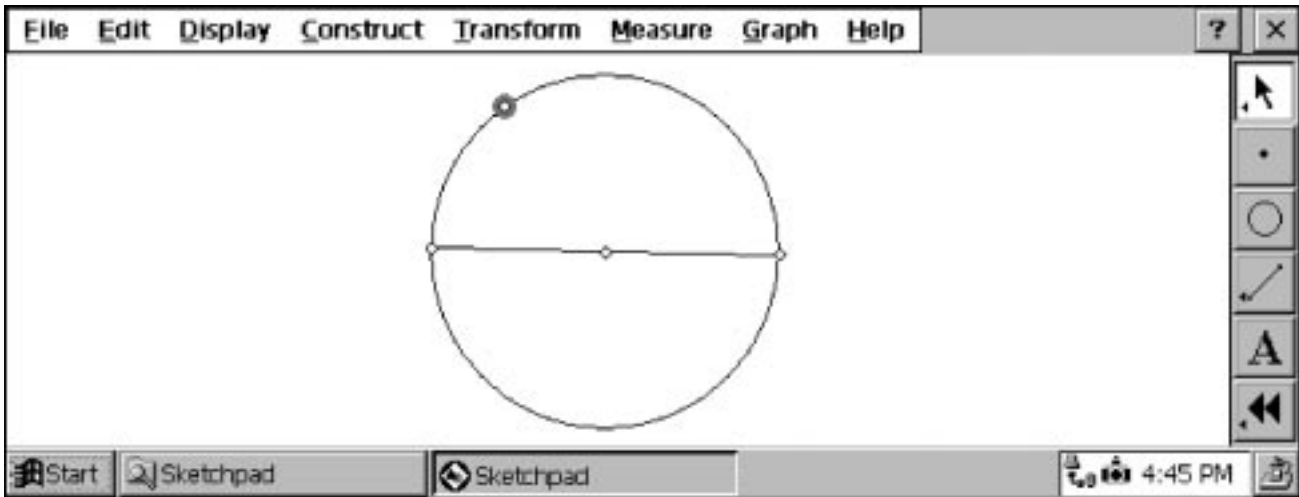 File Edit Display Construct Transform Measure Graph Help ? ×
A
Start Sketchpad Sketchpad 4:45 PM